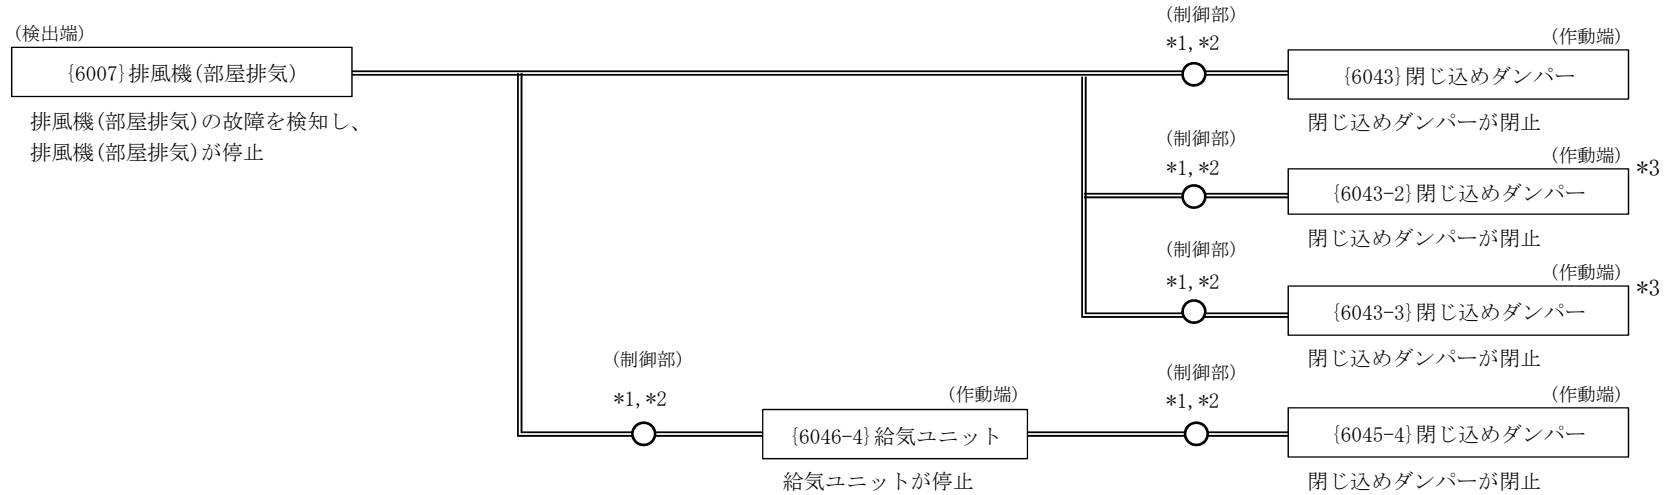 (検出端)
{6007}排風機(部屋排気)
排風機(部屋排気)の故障を検知し、
排風機(部屋排気)が停止
(制御部)
*1,*2
(作動端)
{6043}閉じ込めダンパー
閉じ込めダンパーが閉止
(制御部)
*1,*2
(作動端)
*3
{6043-2}閉じ込めダンパー
閉じ込めダンパーが閉止
(制御部)
*1,*2
(作動端)
*3
{6043-3}閉じ込めダンパー
閉じ込めダンパーが閉止
(制御部)
*1,*2
(作動端)
{6046-4}給気ユニット
給気ユニットが停止
(制御部)
*1,*2
(作動端)
{6045-4}閉じ込めダンパー
閉じ込めダンパーが閉止